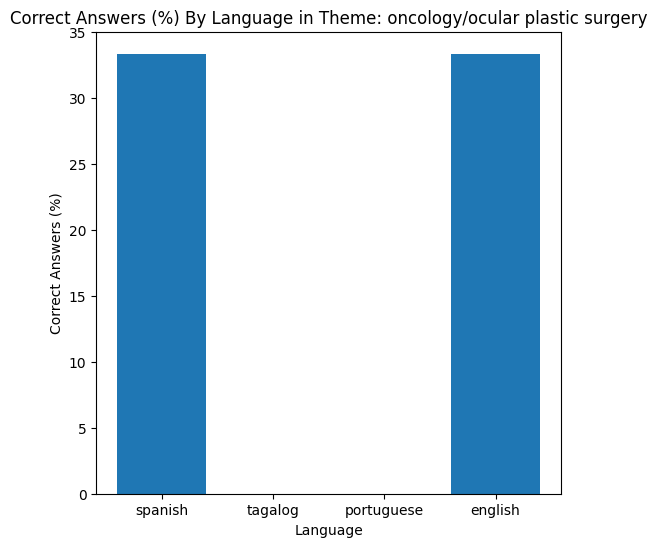 Correct Answers (%) By Language in Theme: oncology/ocular plastic surgery
35
30
25
20
15
10
5
0
Correct Answers (%)
spanish tagalog portuguese english
Language